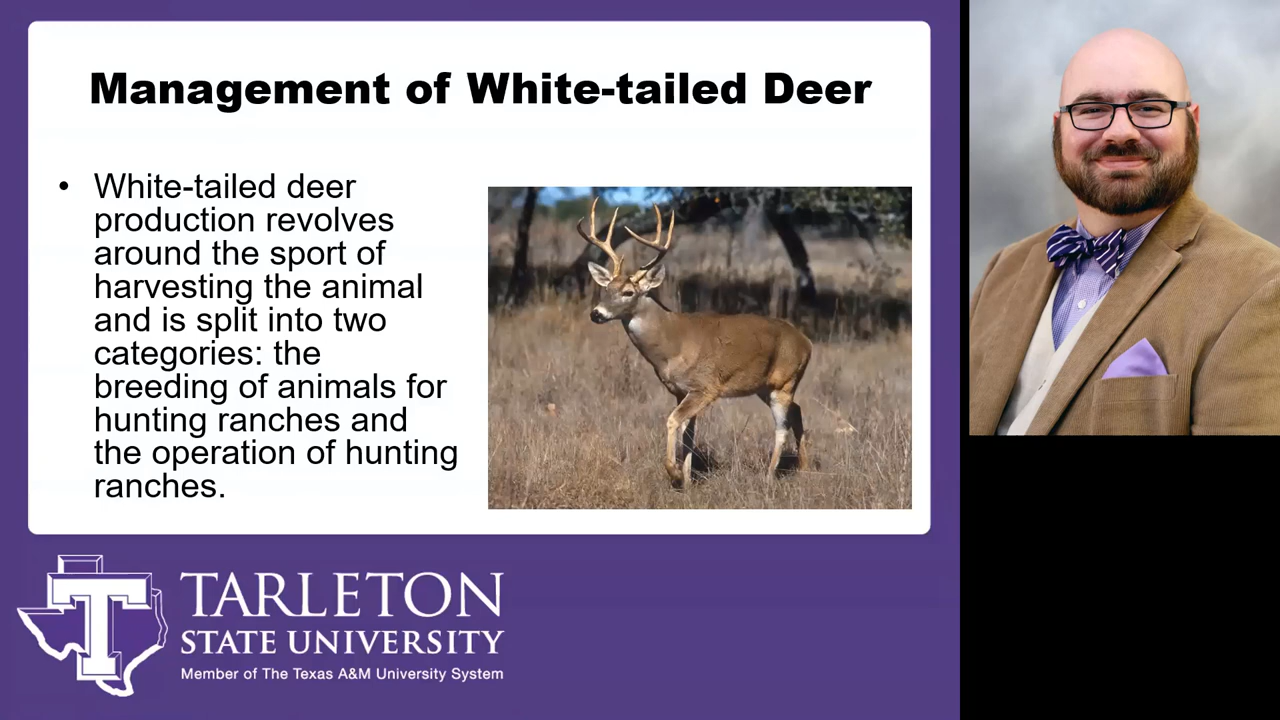 Management of White-tailed Deer
• White-tailed deer
production revolves
around the sport of
harvesting the animal
and is split into two
categories: the
breeding of animals for
hunting ranches and
the operation of hunting
ranches.
T
TARLETON
STATE UNIVERSITY
Member of The Texas A&M University System